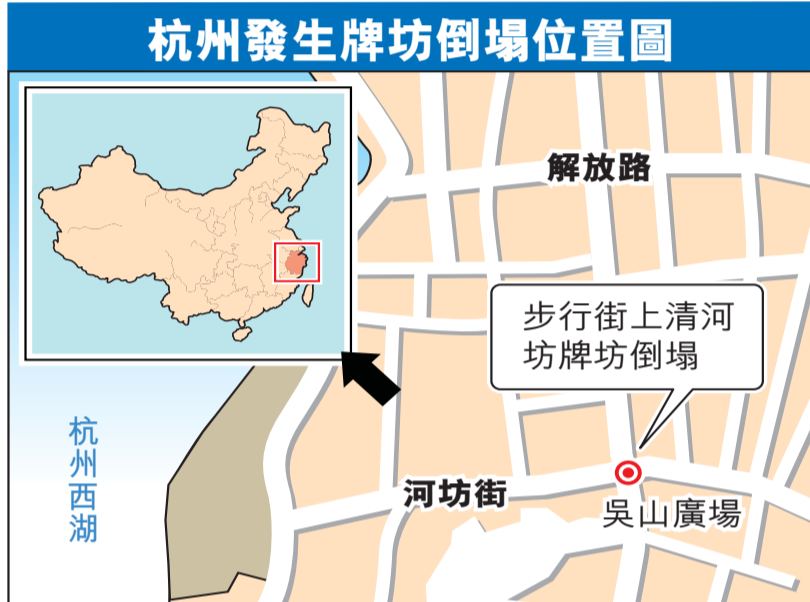 杭州發生牌坊倒塌位置圖
解放路
步行街上清河
坊牌坊倒塌
杭州西湖
河坊街
吳山廣場